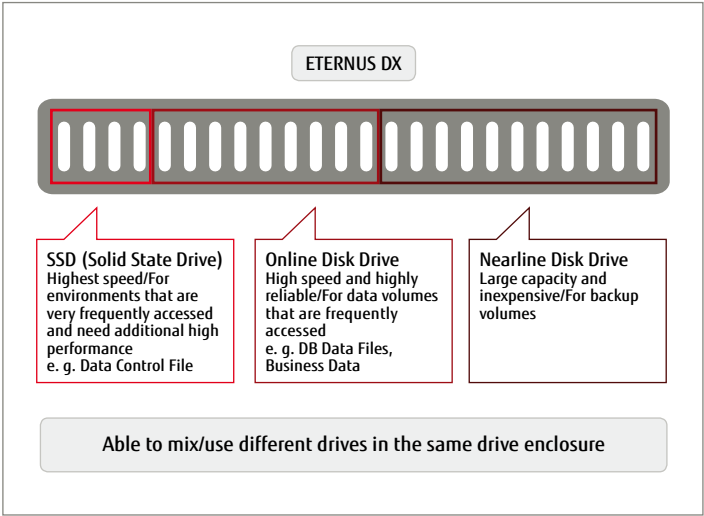 ETERNUS DX
SSD (Solid State Drive)
Highest speed/For
environments that are
very frequently accessed
and need additional high
performance
e. g. Data Control File
Online Disk Drive
High speed and highly
reliable/For data volumes
that are frequently
accessed
e. g. DB Data Files,
Business Data
Nearline Disk Drive
Large capacity and
inexpensive/For backup
volumes
Able to mix/use different drives in the same drive enclosure